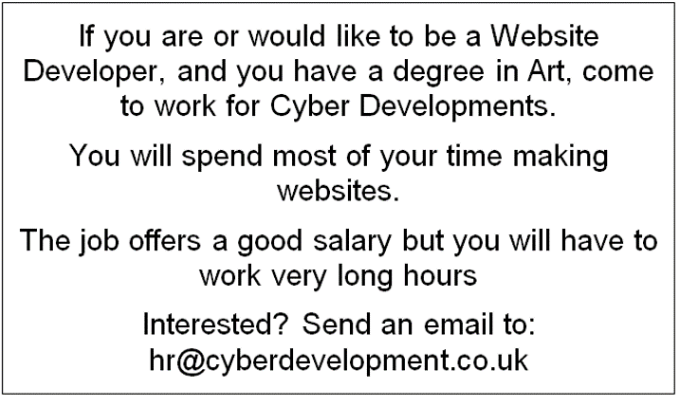 If you are or would like to be a Website
Developer, and you have a degree in Art, come
to work for Cyber Developments.
You will spend most of your time making
websites.
The job offers a good salary but you will have to
work very long hours
Interested? Send an email to:
hr@cyberdevelopment.co.uk